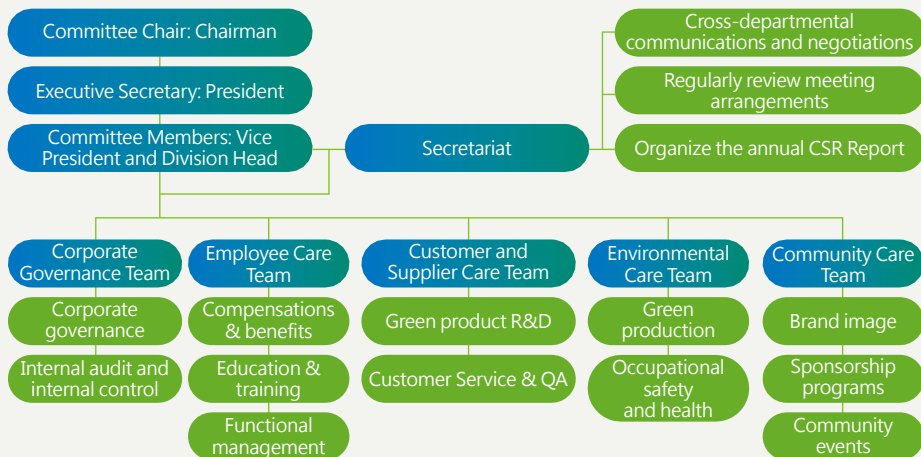 Committee Chair: Chairman
Executive Secretary: President
Committee Members: Vice
President and Division Head
Secretariat
Cross-departmental
communications and negotiations
Regularly review meeting
arrangements
Organize the annual CSR Report
Corporate
Governance Team
Corporate
governance
Internal audit and
internal control
Employee Care
Team
Compensations
& benefits
Education &
training
Functional
management
Customer and
Supplier Care Team
Green product R&D
Customer Service & QA
Environmental
Care Team
Green
production
Occupational
safety
and health
Community Care
Team
Brand image
Sponsorship
programs
Community
events